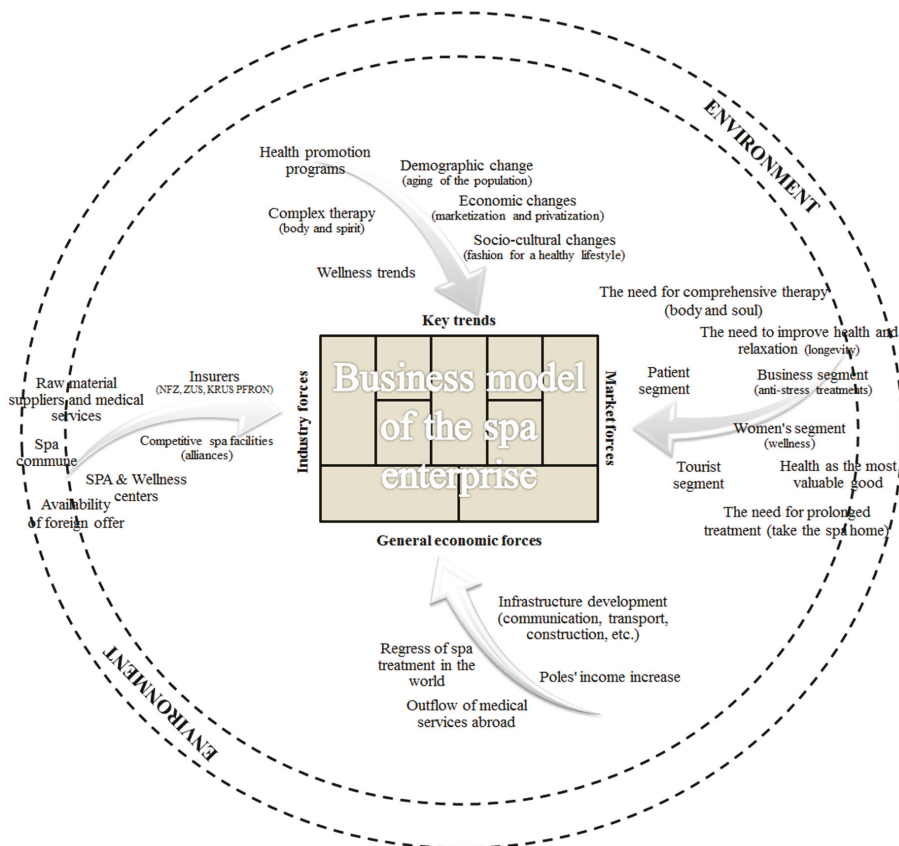 ENVIRONMENT
Health promotion
programs
Demographic change
(aging of the population)
Economic changes
(marketization and privatization)
Complex therapy
(body and spirit)
Socio-cultural changes
(fashion for a healthy lifestyle)
Wellness trends
Key trends
The need for comprehensive therapy
(body and soul)
The need to improve health and
relaxation (longevity)
Patient
segment
Business segment
(anti-stress treatments)
Women's segment
(wellness)
Tourist
segment
Health as the most
valuable good
The need for prolonged
treatment (take the spa home)
Market forces
Business model
of the spa
enterprise
Industry forces
Insurers
(NFZ, ZUS, KRUS PFRON)
Raw material
suppliers and medical
services
Spa
commune
Competitive spa facilities
(alliances)
SPA & Wellness
centers
Availability
of foreign offer
General economic forces
Infrastructure development
(communication, transport,
construction, etc.)
Regress of spa
treatment in the
world
Poles' income increase
Outflow of medical
services abroad
ENVIRONMENT